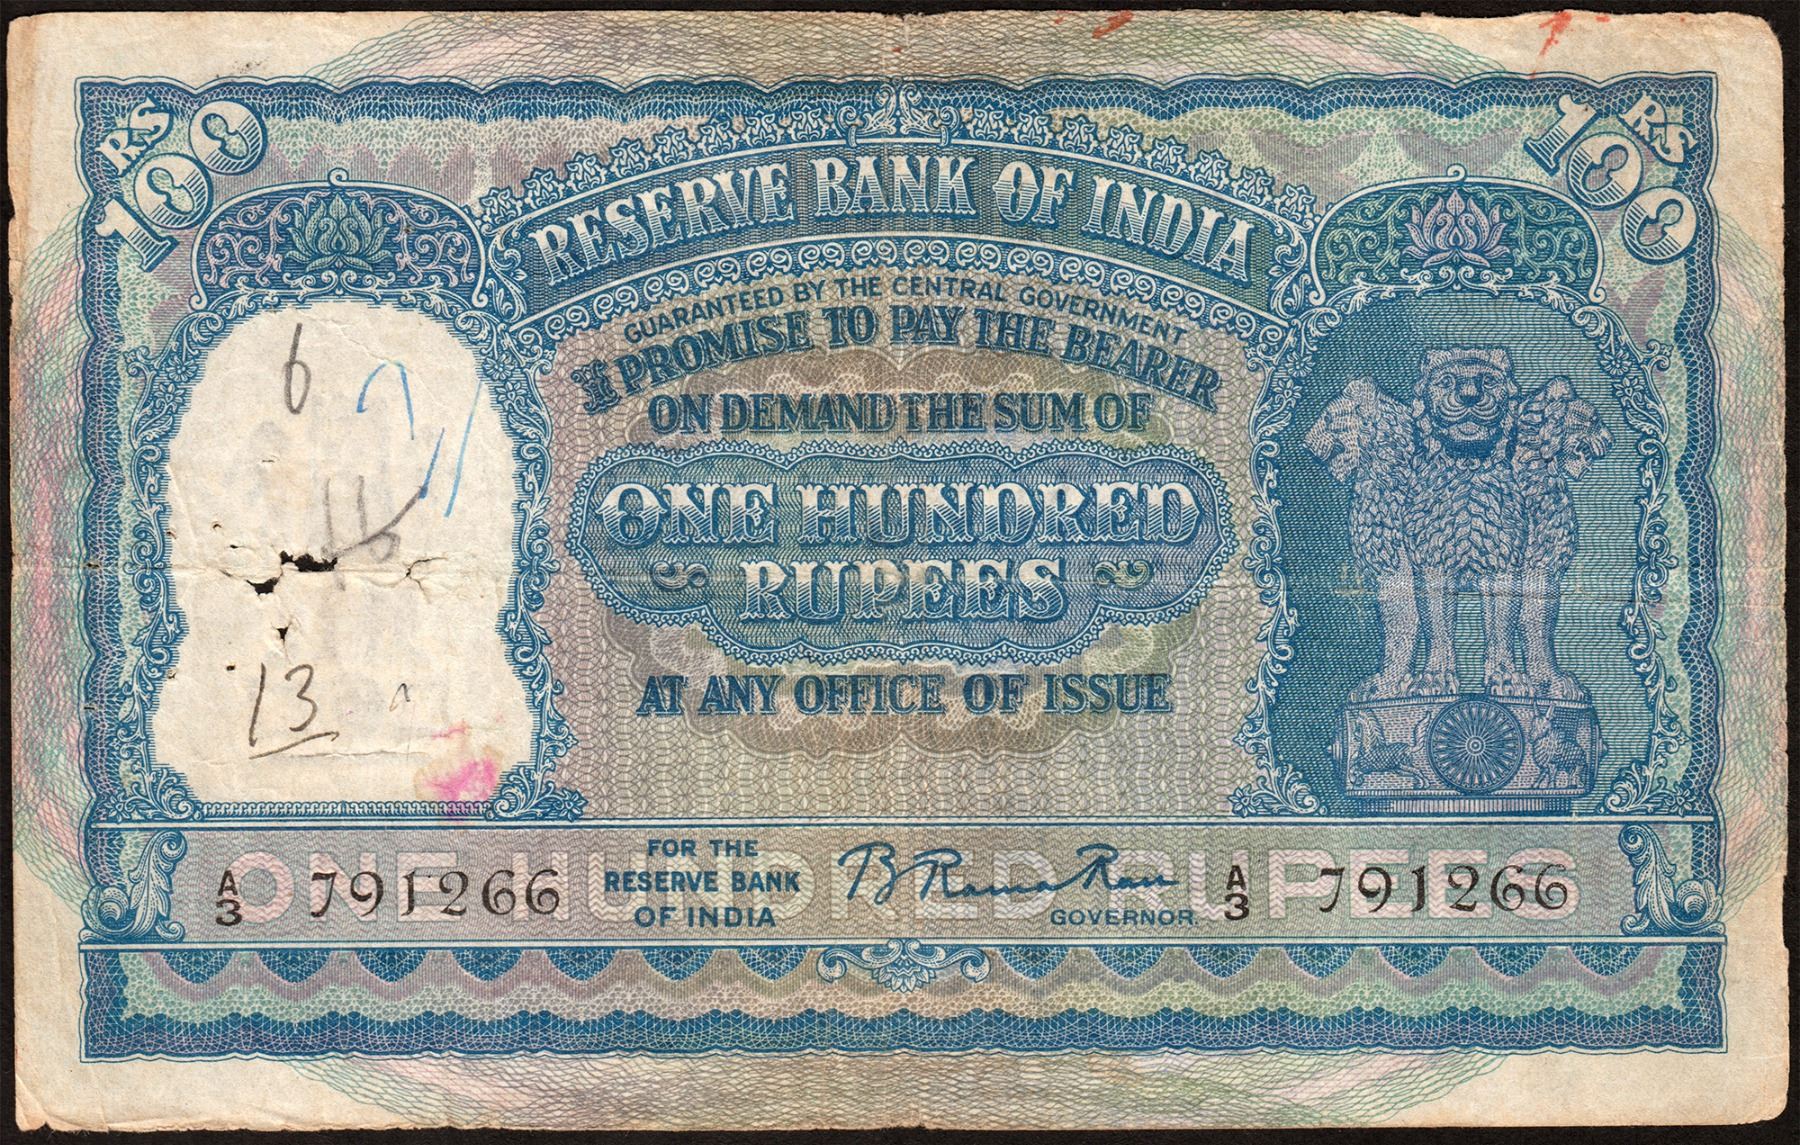 RS
100
RS
100
RESERVE BANK OF INDIA
GUARANTEED BY THE CENTRAL GOVERNMENT
I PROMISE TO PAY THE BEARER
ON DEMAND THE SUM OF
ONE HUNDRED
RUPEES
AT ANY OFFICE OF ISSUE
6
13
ONE HUNDRED RUPEES
A/3 791266
FOR THE
RESERVE BANK
OF INDIA
B Rama Rau
GOVERNOR.
A/3 791266